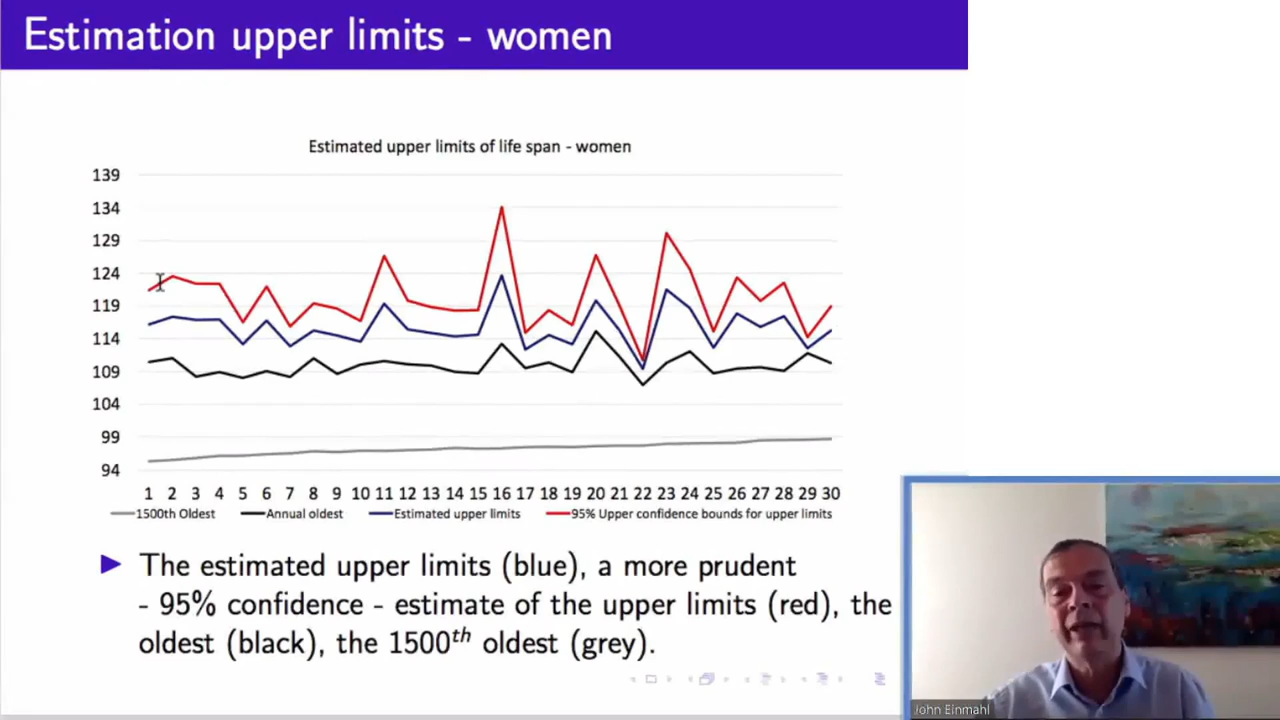 Estimation upper limits - women
Estimated upper limits of life span - women
139
134
129
124
119
114
109
104
99
94
1 2 3 4 5 6 7 8 9 10 11 12 13 14 15 16 17 18 19 20 21 22 23 24 25 26 27 28 29 30
1500th Oldest Annual oldest Estimated upper limits 95% Upper confidence bounds for upper limits
The estimated upper limits (blue), a more prudent
- 95% confidence - estimate of the upper limits (red), the
oldest (black), the 1500th oldest (grey).
John Einmahl